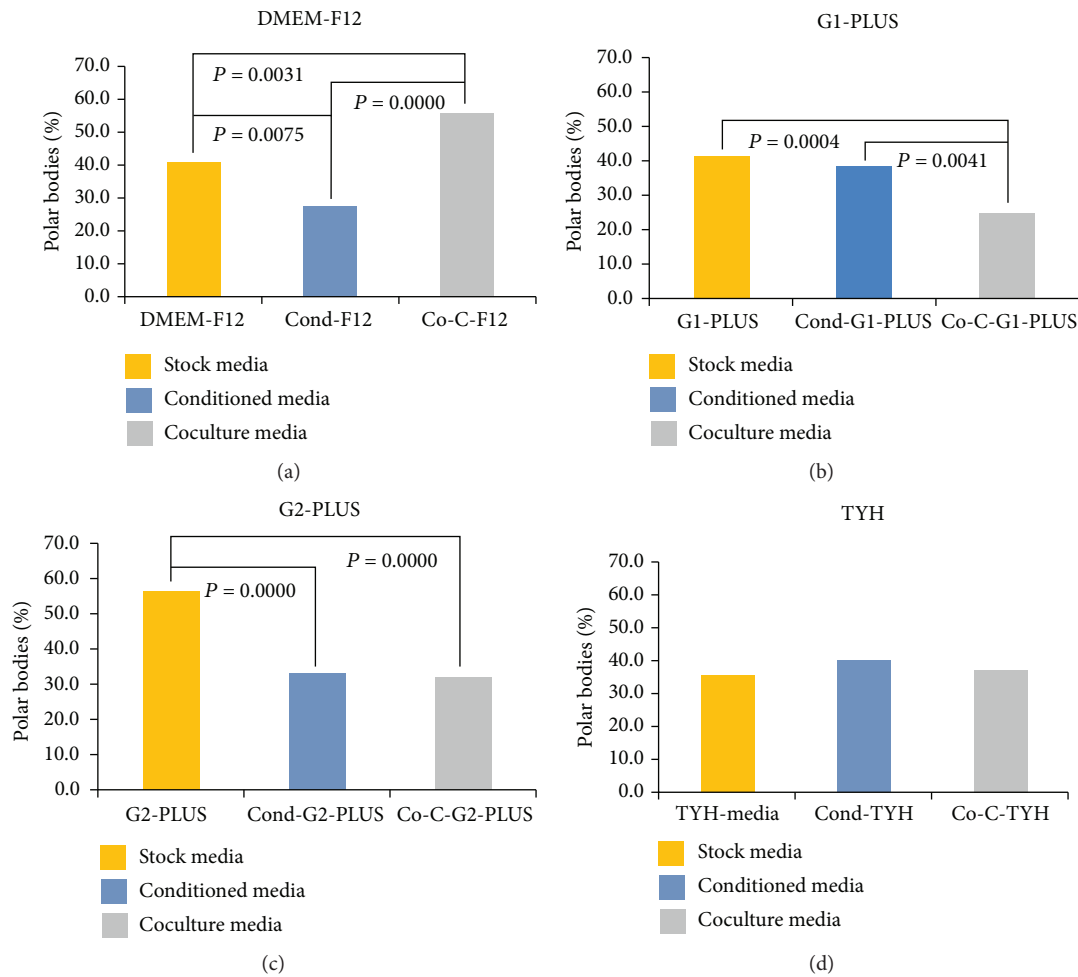 DMEM-F12
70.0
60.0
50.0
40.0
30.0
20.0
10.0
0.0
Polar bodies (%)
P = 0.0031
P = 0.0000
P = 0.0075
DMEM-F12 Cond-F12 Co-C-F12
Stock media
Conditioned media
Coculture media
(a)
G1-PLUS
70.0
60.0
50.0
40.0
30.0
20.0
10.0
0.0
Polar bodies (%)
P = 0.0004
P = 0.0041
G1-PLUS Cond-G1-PLUS Co-C-G1-PLUS
Stock media
Conditioned media
Coculture media
(b)
G2-PLUS
70.0
60.0
50.0
40.0
30.0
20.0
10.0
0.0
Polar bodies (%)
P = 0.0000
P = 0.0000
G2-PLUS Cond-G2-PLUS Co-C-G2-PLUS
Stock media
Conditioned media
Coculture media
(c)
TYH
70.0
60.0
50.0
40.0
30.0
20.0
10.0
0.0
Polar bodies (%)
TYH-media Cond-TYH Co-C-TYH
Stock media
Conditioned media
Coculture media
(d)